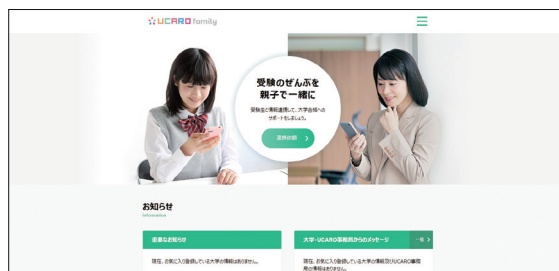 UCARO family
受験のぜんぶを
親子で一緒に
受験生と情報連携して、大学合格への
サポートをしましょう。
連携依頼
お知らせ
Information
重要なお知らせ
大学・UCARO事務局からのメッセージ
一覧
現在、お気に入り登録している大学の情報はありません。
現在、お気に入り登録している大学の情報及びUCARO事務
局の情報はありません。